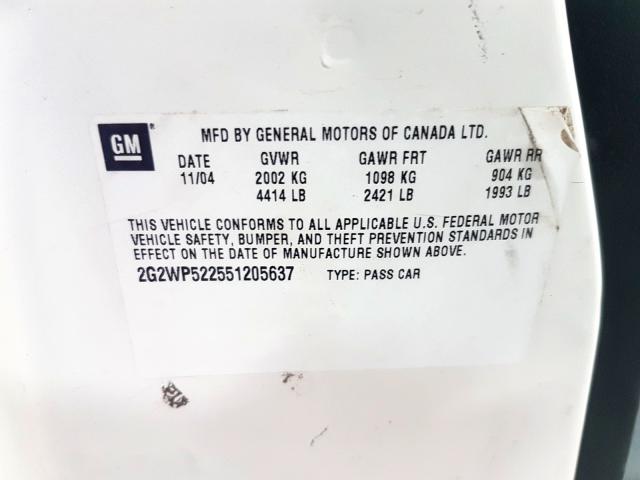 GM®
MFD BY GENERAL MOTORS OF CANADA LTD.
DATE GVWR GAWR FRT GAWR RR
11/04 2002 KG 1098 KG 904 KG
4414 LB 2421 LB 1993 LB
THIS VEHICLE CONFORMS TO ALL APPLICABLE U.S. FEDERAL MOTOR
VEHICLE SAFETY, BUMPER, AND THEFT PREVENTION STANDARDS IN
EFFECT ON THE DATE OF MANUFACTURE SHOWN ABOVE.
2G2WP522551205637 TYPE: PASS CAR